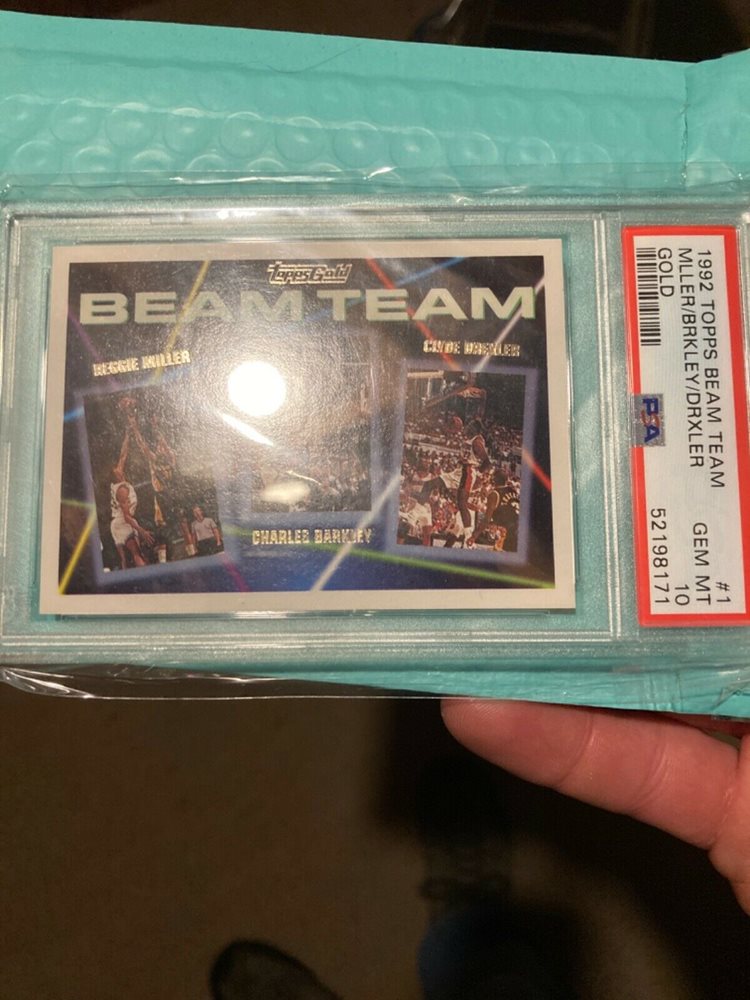 Topps Gold
BEAM TEAM
REGGIE MILLER
CLYDE DREXLER
CHARLES BARKLEY
1992 TOPPS BEAM TEAM #1
MLLER/BRKLEY/DRXLER GEM MT
GOLD 10
PSA 52198171